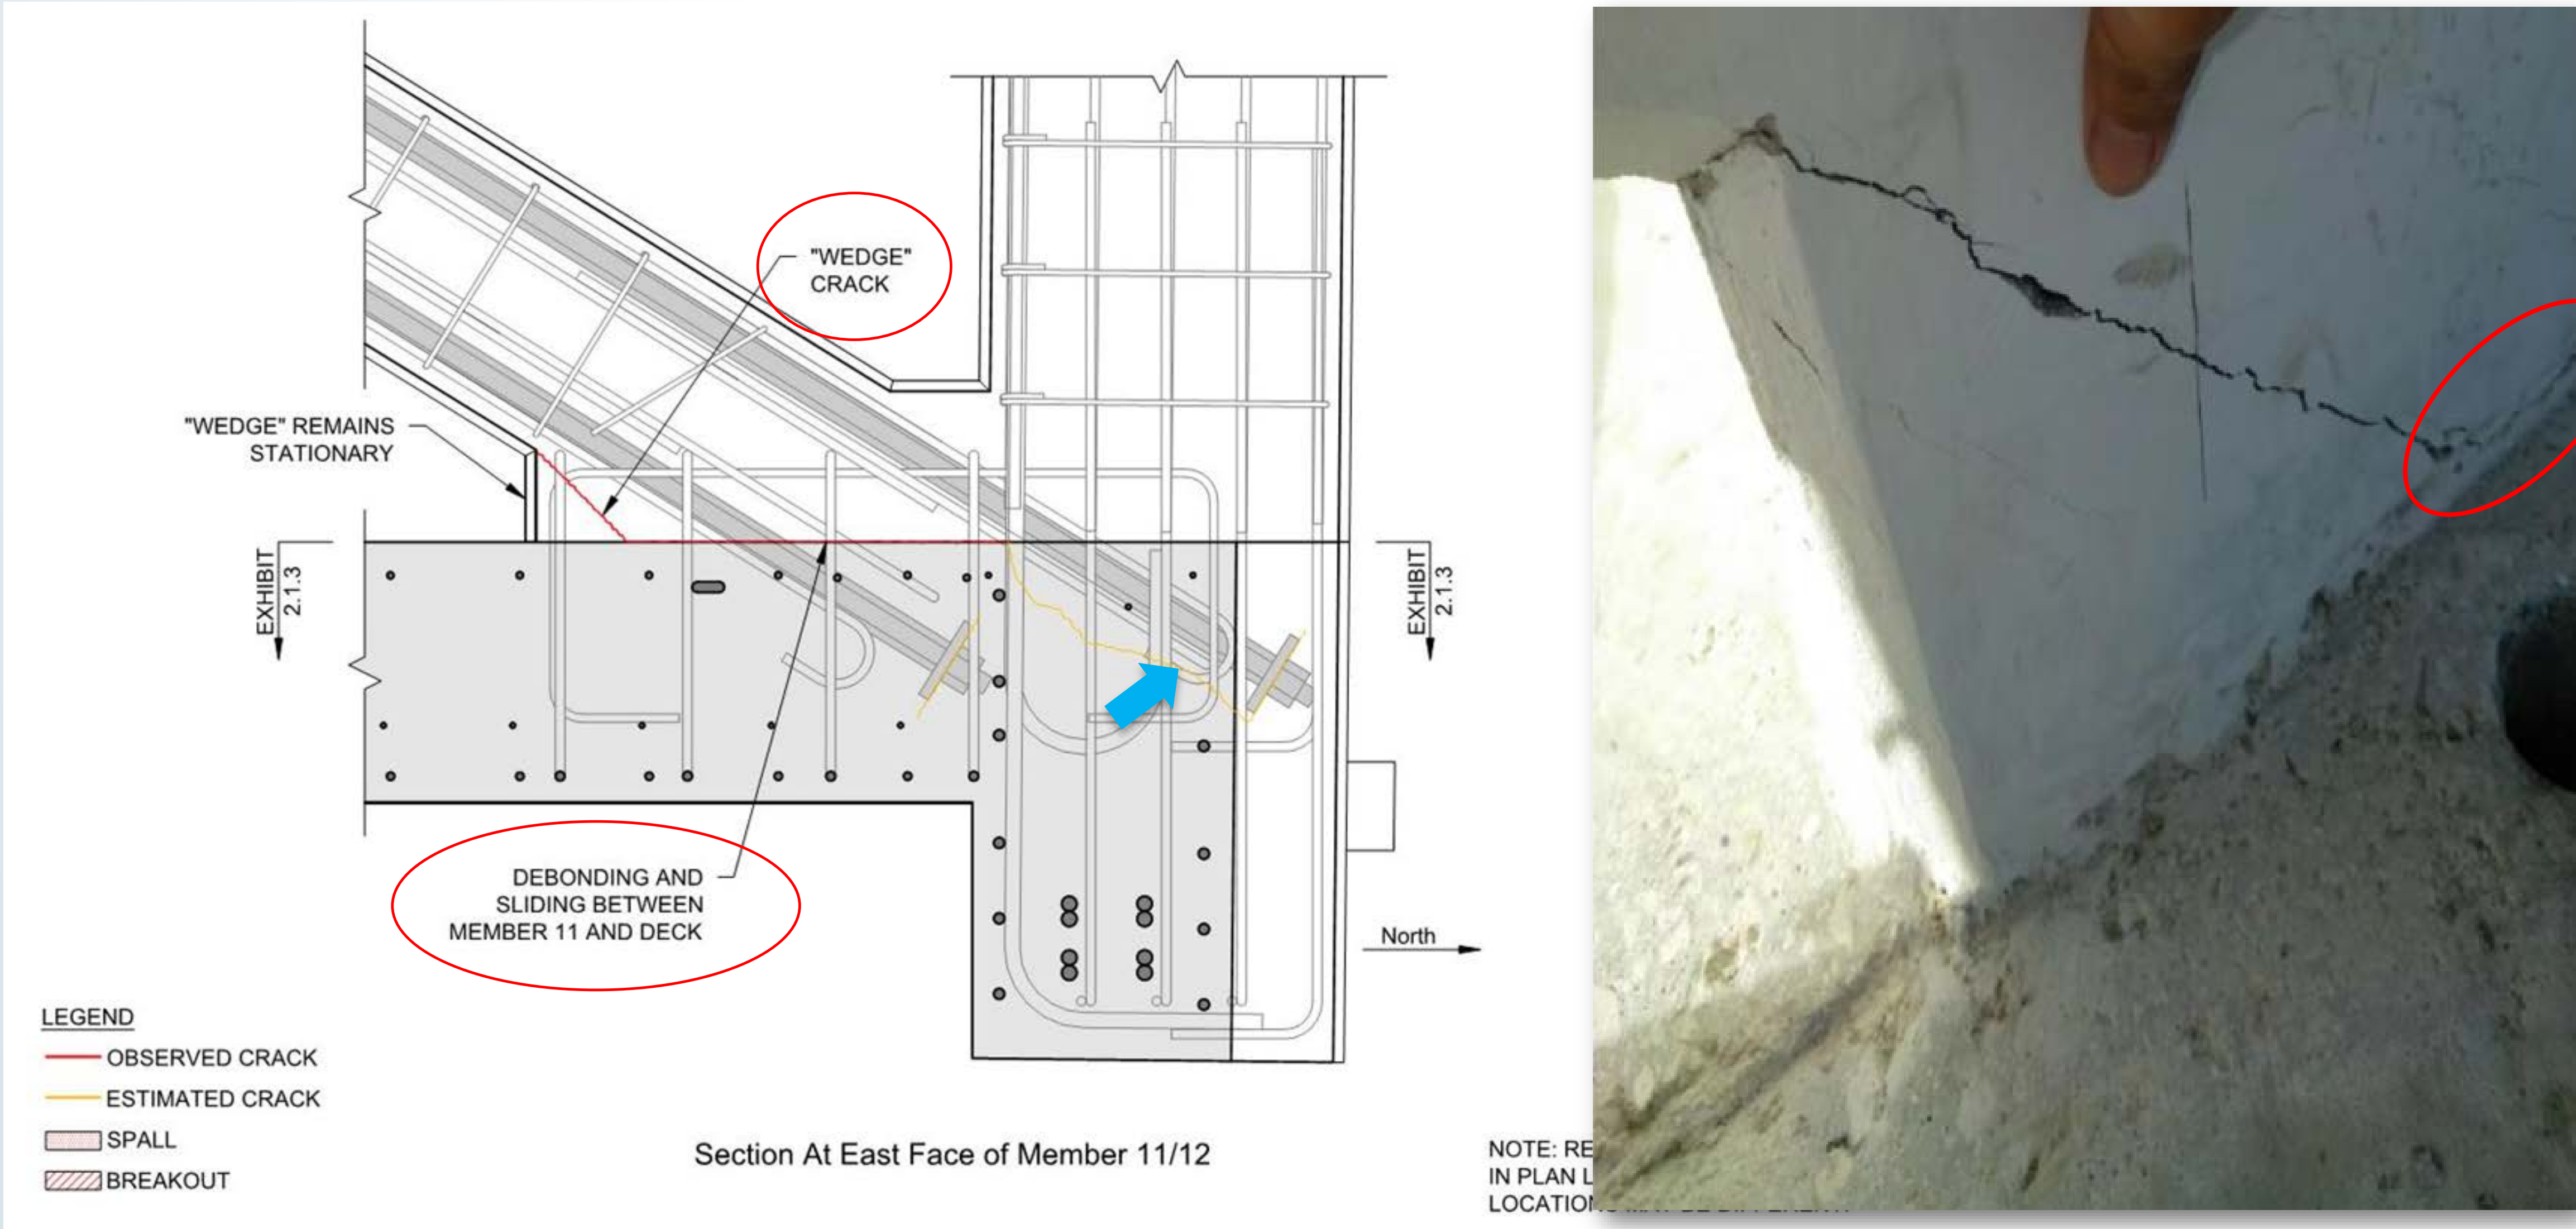 "WEDGE"
CRACK
"WEDGE" REMAINS
STATIONARY
EXHIBIT
2.1.3
EXHIBIT
2.1.3
DEBONDING AND
SLIDING BETWEEN
MEMBER 11 AND DECK
North
LEGEND
OBSERVED CRACK
ESTIMATED CRACK
SPALL
BREAKOUT
Section At East Face of Member 11/12
NOTE: RE
IN PLAN L
LOCATION